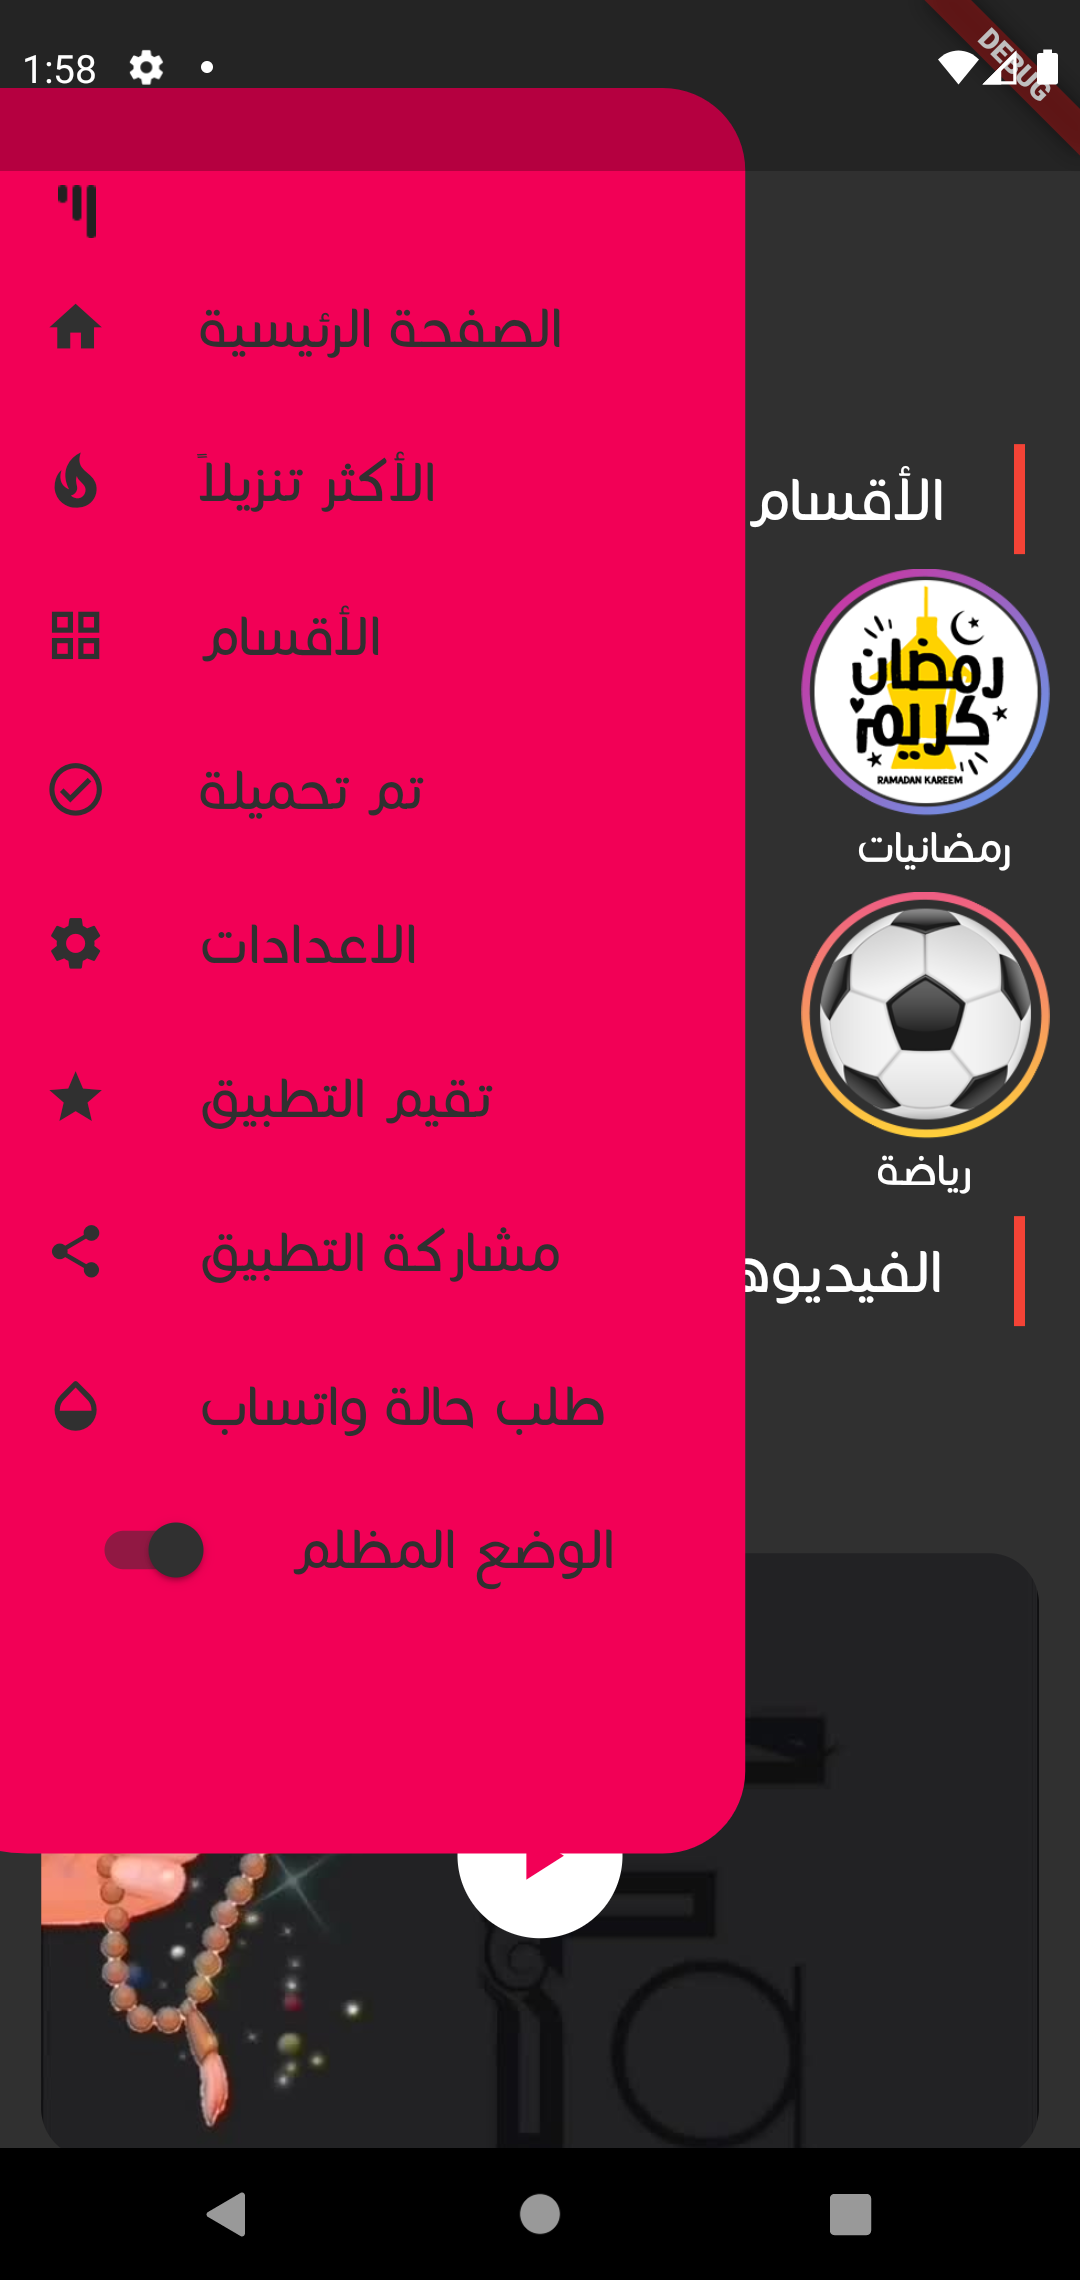 1:58
DEBUG
الصفحة الرئيسية
الأكثر تنزيلاً
الأقسام
تم تحميلة
الاعدادات
تقيم التطبيق
مشاركة التطبيق
طلب حالة واتساب
الوضع المظلم
الأقسام
رمضان
كريم
RAMADAN KAREEM
رمضانيات
رياضة